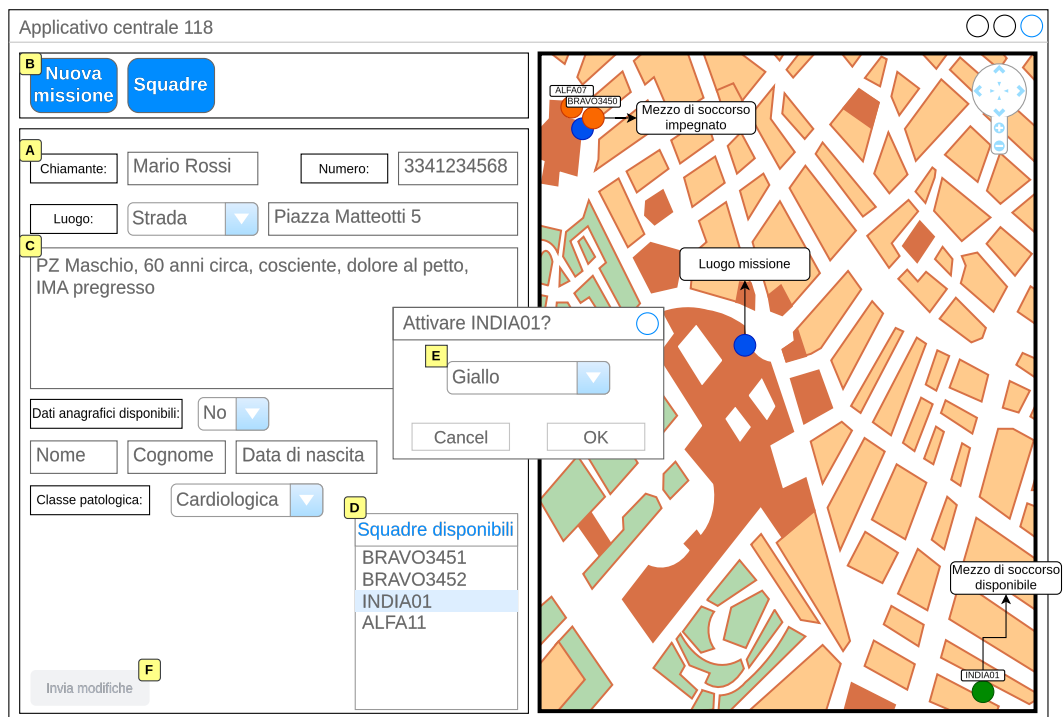 Applicativo centrale 118
B
Nuova
missione
Squadre
A
Chiamante:
Mario Rossi
Numero:
3341234568
Luogo:
Strada
Piazza Matteotti 5
C
PZ Maschio, 60 anni circa, cosciente, dolore al petto,
IMA pregresso
Attivare INDIA01?
E
Giallo
Cancel
OK
Dati anagrafici disponibili:
No
Nome
Cognome
Data di nascita
Classe patologica:
Cardiologica
D
Squadre disponibili
BRAVO3451
BRAVO3452
INDIA01
ALFA11
F
Invia modifiche
ALFA07
BRAVO3450
Mezzo di soccorso
impegnato
Luogo missione
Mezzo di soccorso
disponibile
INDIA01